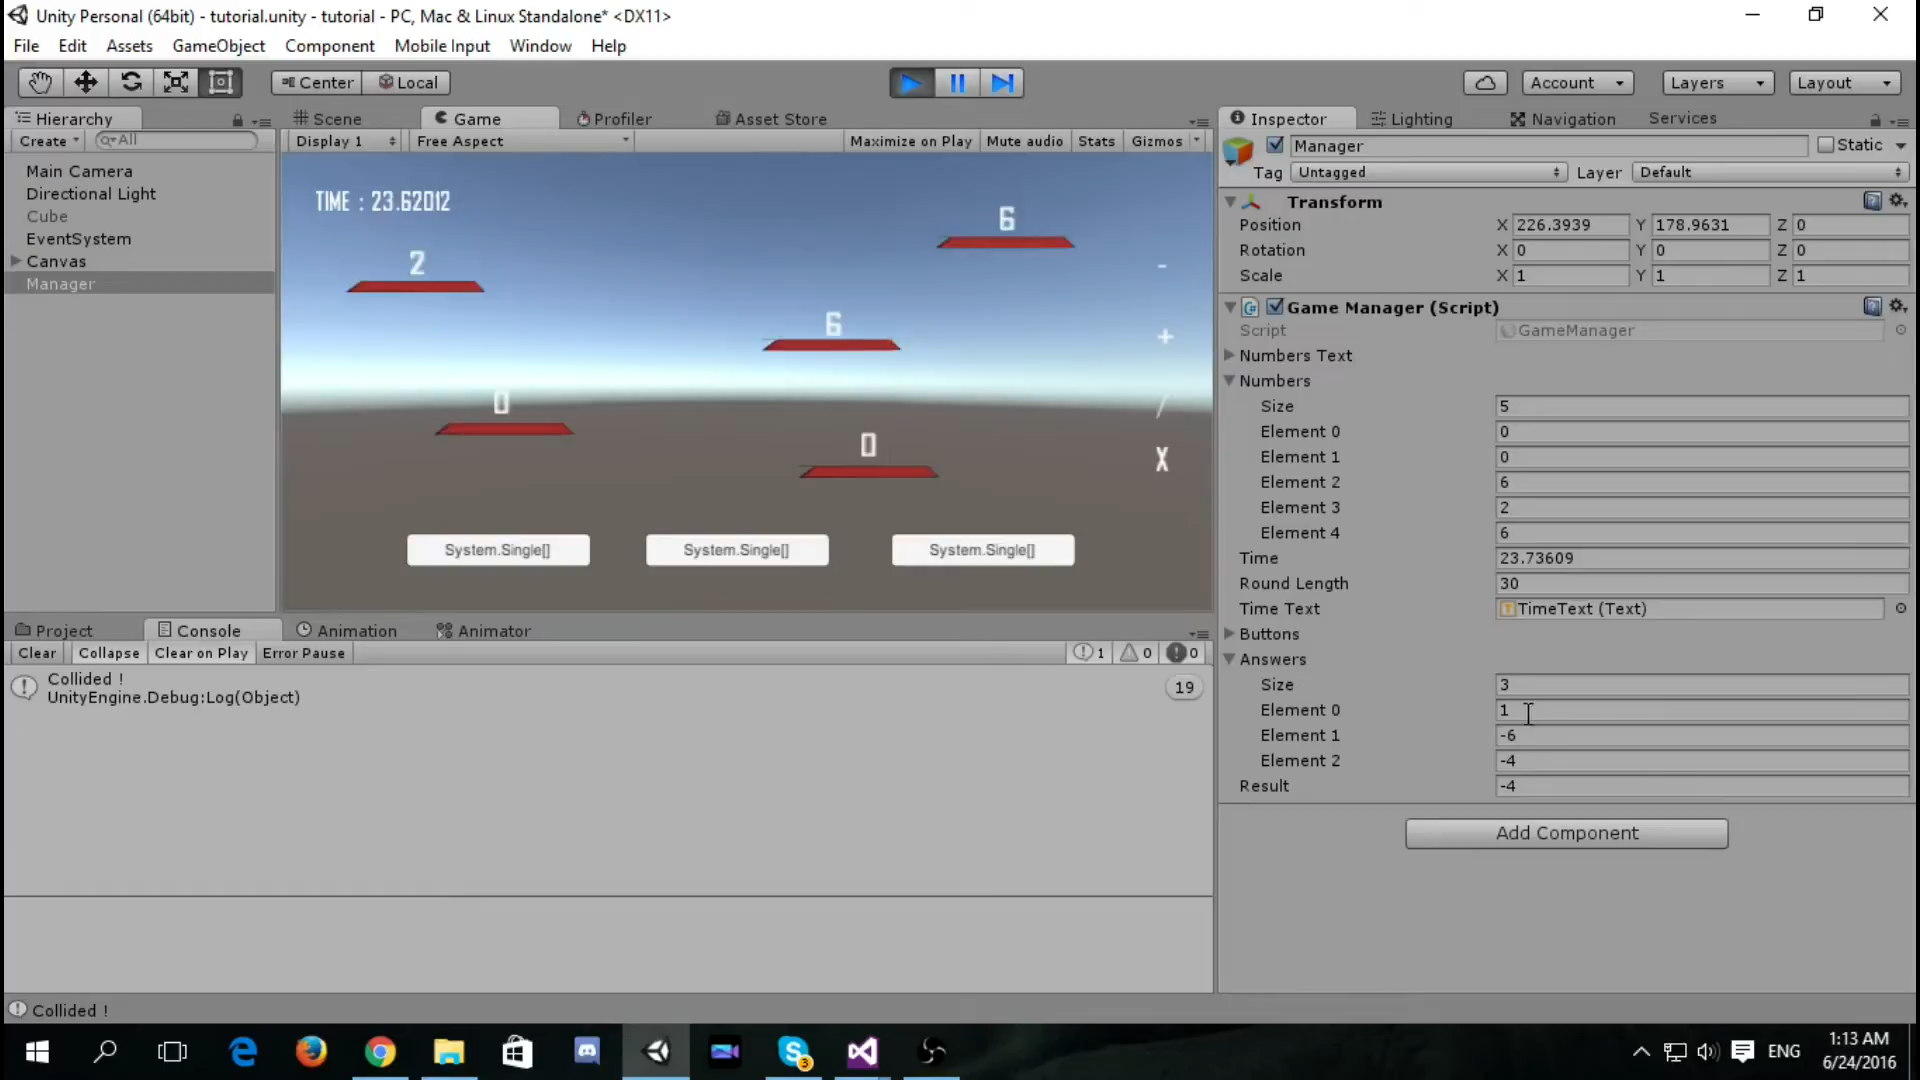 Unity Personal (64bit) - tutorial.unity - tutorial - PC, Mac & Linux Standalone* <DX11>
File Edit Assets GameObject Component Mobile Input Window Help
Center Local Account Layers Layout
Hierarchy
Create All
Main Camera
Directional Light
Cube
EventSystem
Canvas
Manager
Scene Game Profiler Asset Store
Display 1 Free Aspect Maximize on Play Mute audio Stats Gizmos
TIME : 23.62012
6
2
-
6
+
0
/
0
X
System.Single[] System.Single[] System.Single[]
Project Console Animation Animator
Clear Collapse Clear on Play Error Pause 1 0 0
Collided !
UnityEngine.Debug:Log(Object)
19
Collided !
Inspector Lighting Navigation Services
Manager Static
Tag Untagged Layer Default
Transform
Position X 226.3939 Y 178.9631 Z 0
Rotation X 0 Y 0 Z 0
Scale X 1 Y 1 Z 1
Game Manager (Script)
Script GameManager
Numbers Text
Numbers
Size 5
Element 0 0
Element 1 0
Element 2 6
Element 3 2
Element 4 6
Time 23.73609
Round Length 30
Time Text TimeText (Text)
Buttons
Answers
Size 3
Element 0 1
Element 1 -6
Element 2 -4
Result -4
Add Component
3
ENG
1:13 AM
6/24/2016